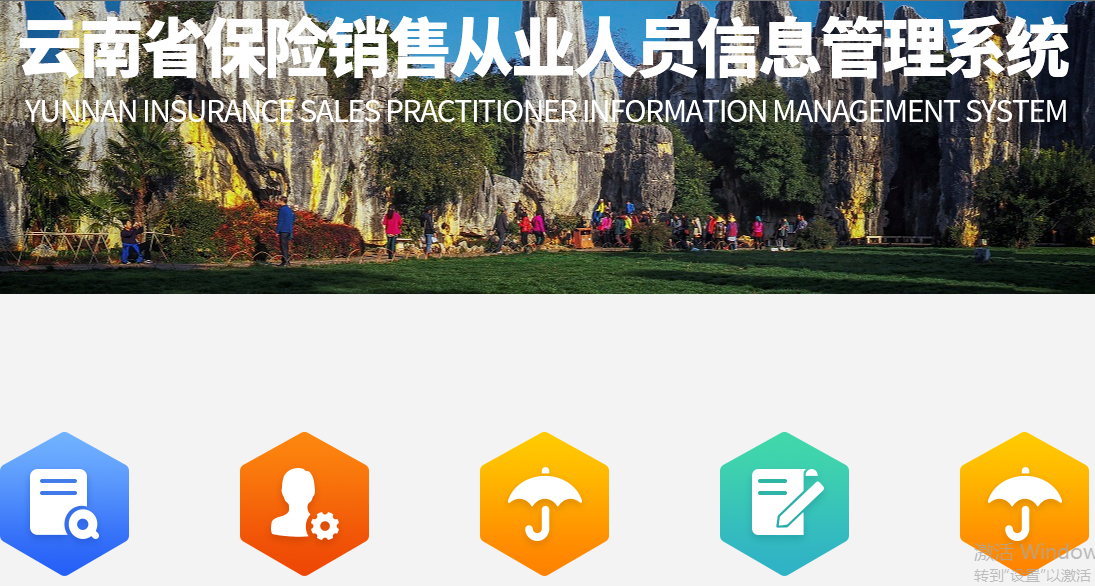 云南省保险销售从业人员信息管理系统
YUNNAN INSURANCE SALES PRACTITIONER INFORMATION MANAGEMENT SYSTEM
激活 Window
转到"设置"以激活